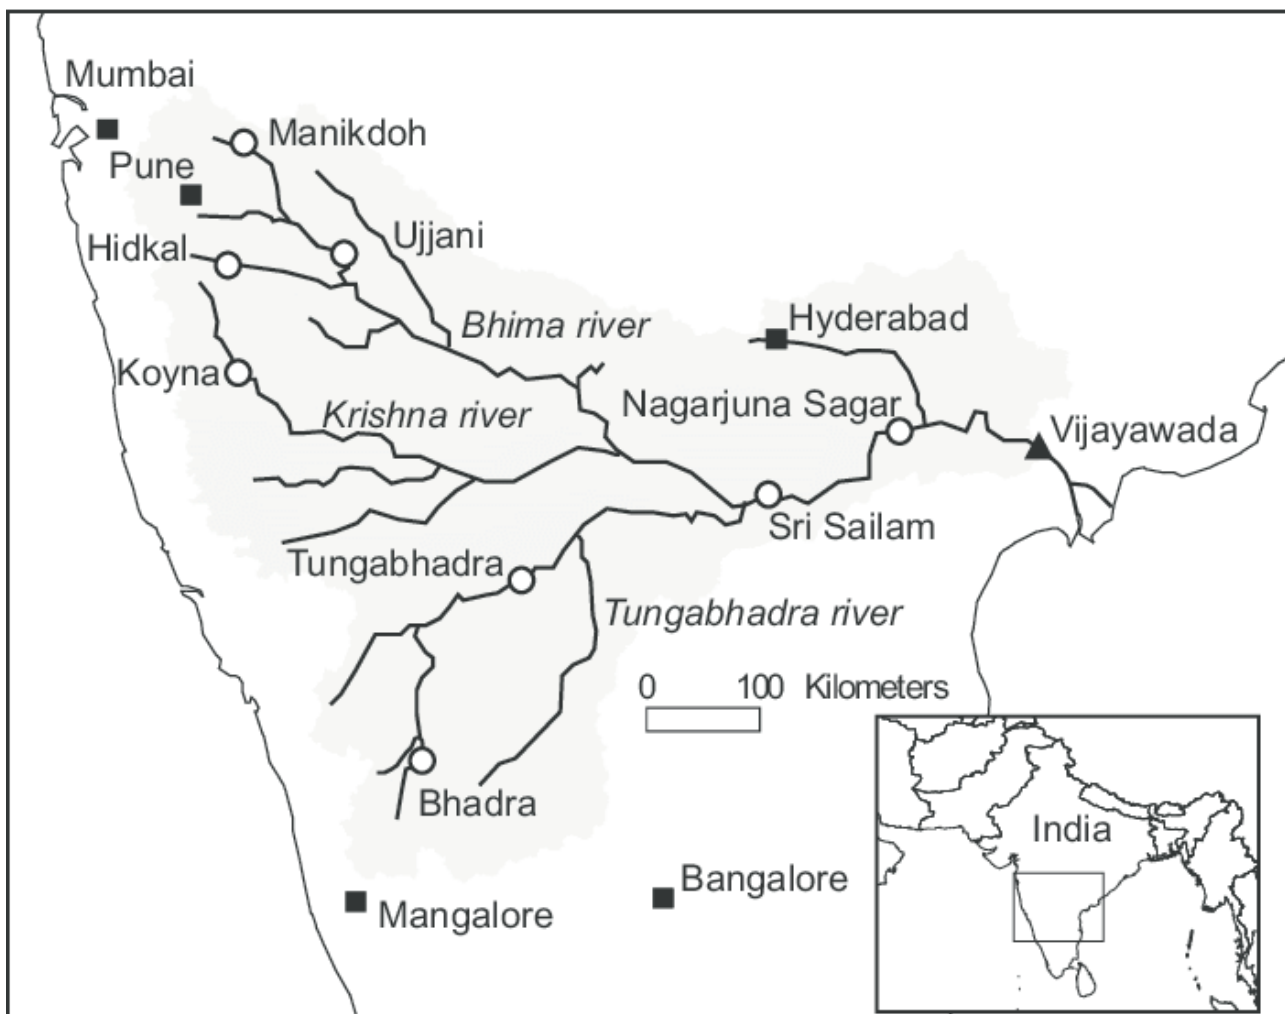 Mumbai
Manikdoh
Pune
Ujjani
Hidkal
Bhima river
Hyderabad
Koyna
Krishna river
Nagarjuna Sagar
Vijayawada
Sri Sailam
Tungabhadra
Tungabhadra river
0 100 Kilometers
Bhadra
India
Bangalore
Mangalore